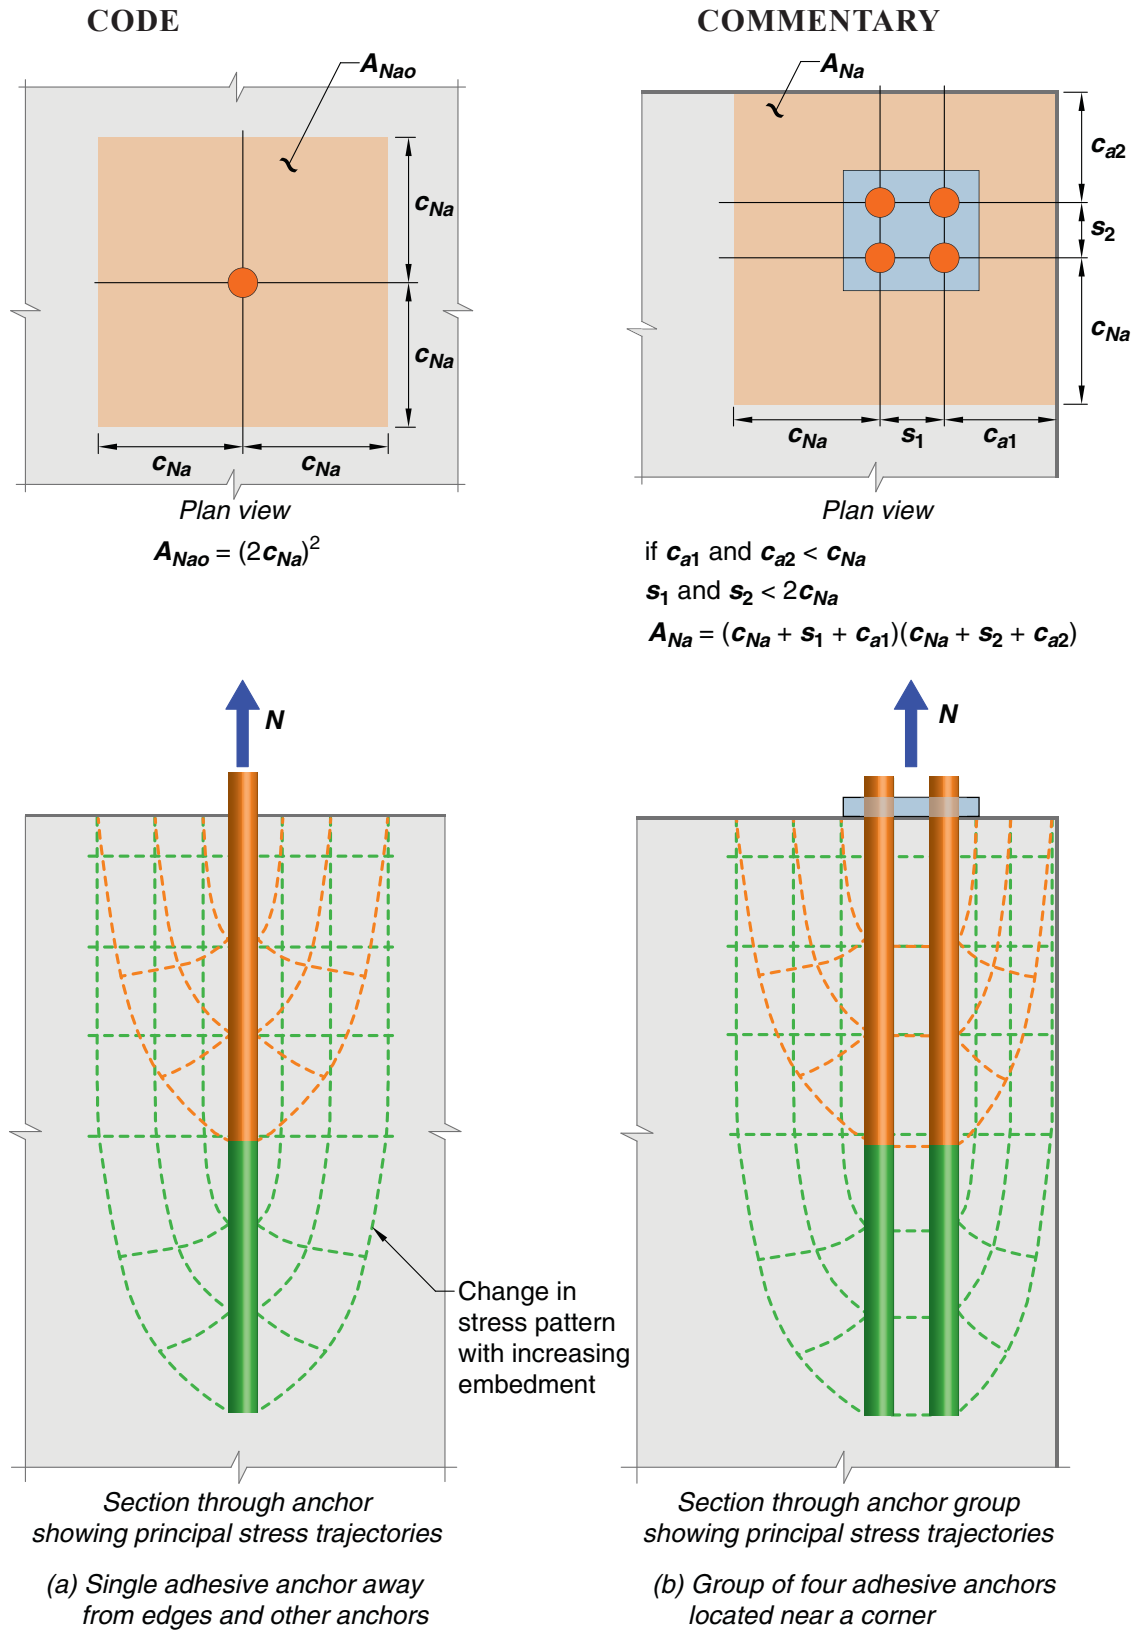 CODE
COMMENTARY
A_Nao
c_Na
c_Na
c_Na
c_Na
Plan view
A_Nao = (2c_Na)^2
A_Na
c_a2
s_2
c_Na
c_Na
s_1
c_a1
Plan view
if c_a1 and c_a2 < c_Na
s_1 and s_2 < 2c_Na
A_Na = (c_Na + s_1 + c_a1)(c_Na + s_2 + c_a2)
N
Change in
stress pattern
with increasing
embedment
Section through anchor
showing principal stress trajectories
(a) Single adhesive anchor away
from edges and other anchors
N
Section through anchor group
showing principal stress trajectories
(b) Group of four adhesive anchors
located near a corner